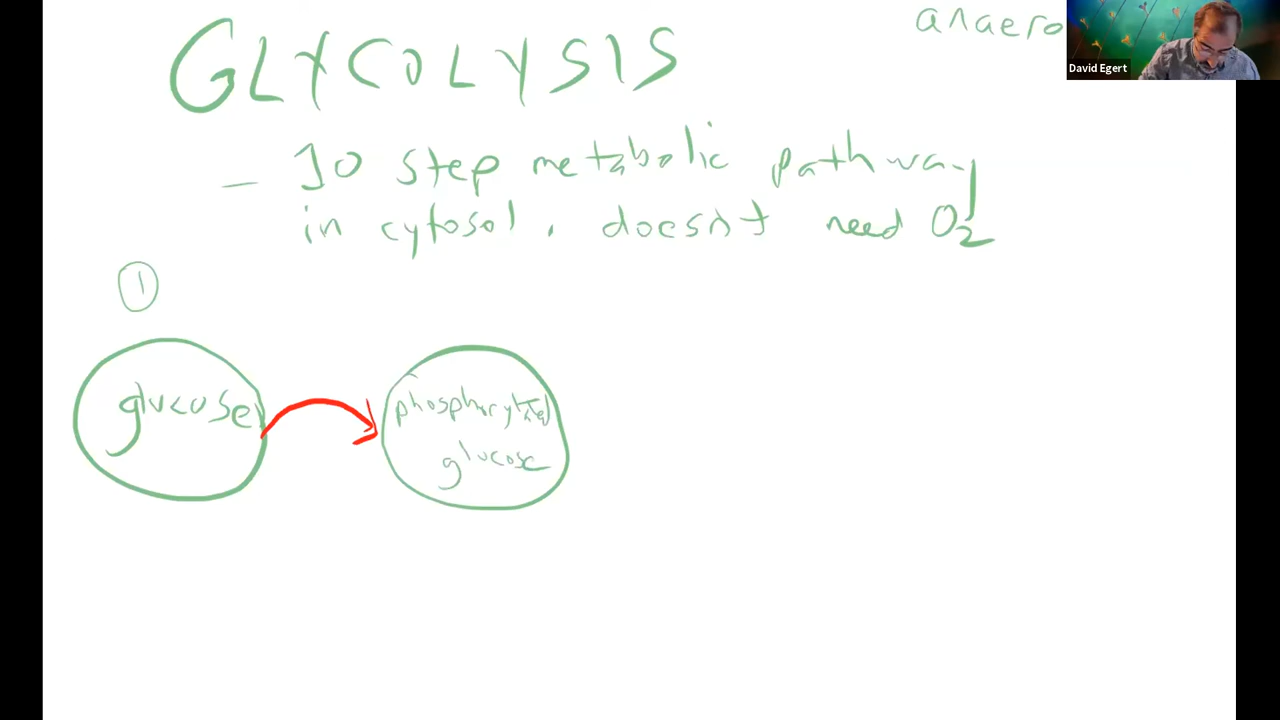 anaero
David Egert
GLYCOLYSIS
- 10 step metabolic pathway
in cytosol. doesn't need O₂
①
glucose
phosphorylated
glucose